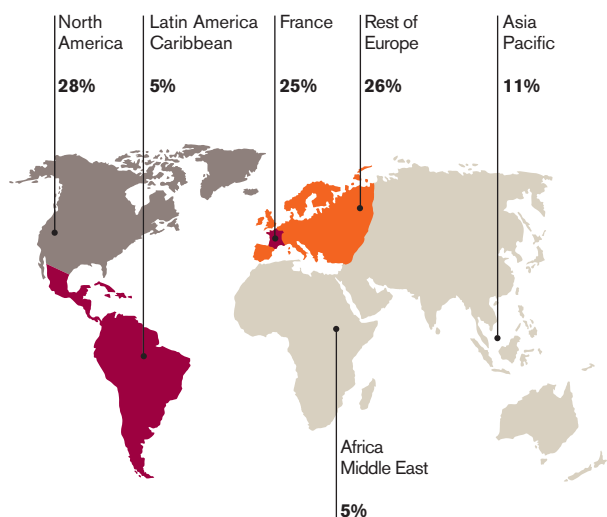 North
America
28%
Latin America
Caribbean
5%
France
25%
Rest of
Europe
26%
Asia
Pacific
11%
Africa
Middle East
5%